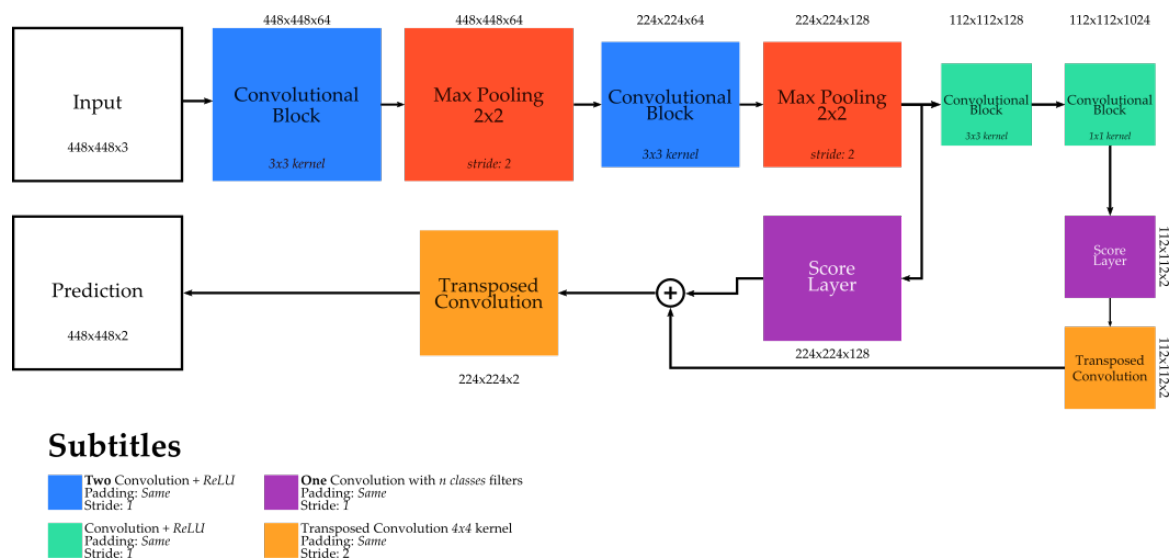 448x448x64
448x448x64
224x224x64
224x224x128
112x112x128
112x112x1024
Input
448x448x3
Convolutional
Block
3x3 kernel
Max Pooling
2x2
stride: 2
Convolutional
Block
3x3 kernel
Max Pooling
2x2
stride: 2
Convolutional
Block
3x3 kernel
Convolutional
Block
1x1 kernel
Prediction
448x448x2
Transposed
Convolution
224x224x2
+
Score
Layer
224x224x128
Score
Layer
112x112x2
Transposed
Convolution
112x112x2
Subtitles
Two Convolution + ReLU
Padding: Same
Stride: 1
One Convolution with n classes filters
Padding: Same
Stride: 1
Convolution + ReLU
Padding: Same
Stride: 1
Transposed Convolution 4x4 kernel
Padding: Same
Stride: 2